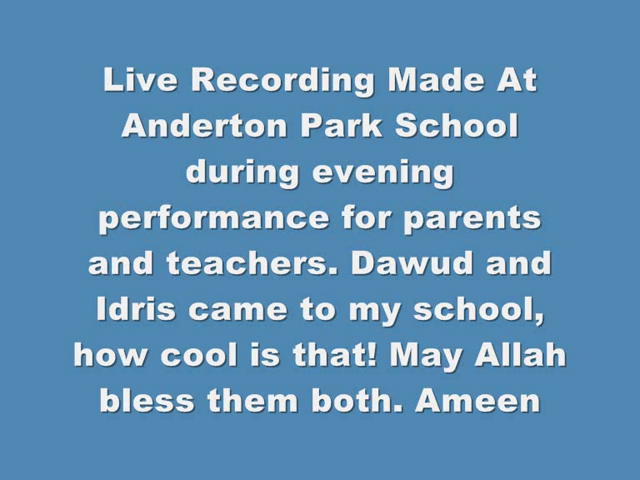 Live Recording Made At
Anderton Park School
during evening
performance for parents
and teachers. Dawud and
Idris came to my school,
how cool is that! May Allah
bless them both. Ameen